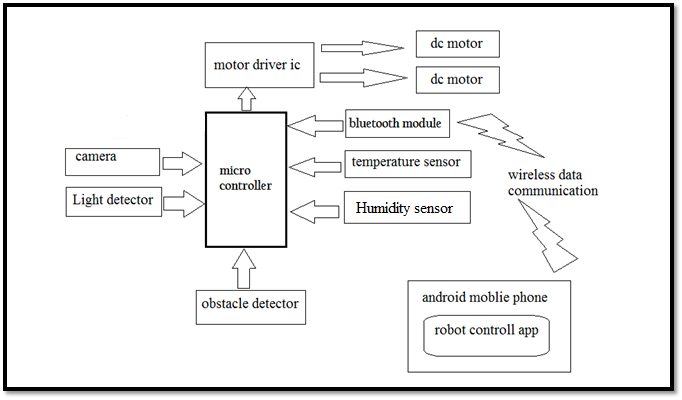 motor driver ic
dc motor
dc motor
bluetooth module
camera
micro
controller
temperature sensor
wireless data
communication
Light detector
Humidity sensor
obstacle detector
android moblie phone
robot controll app